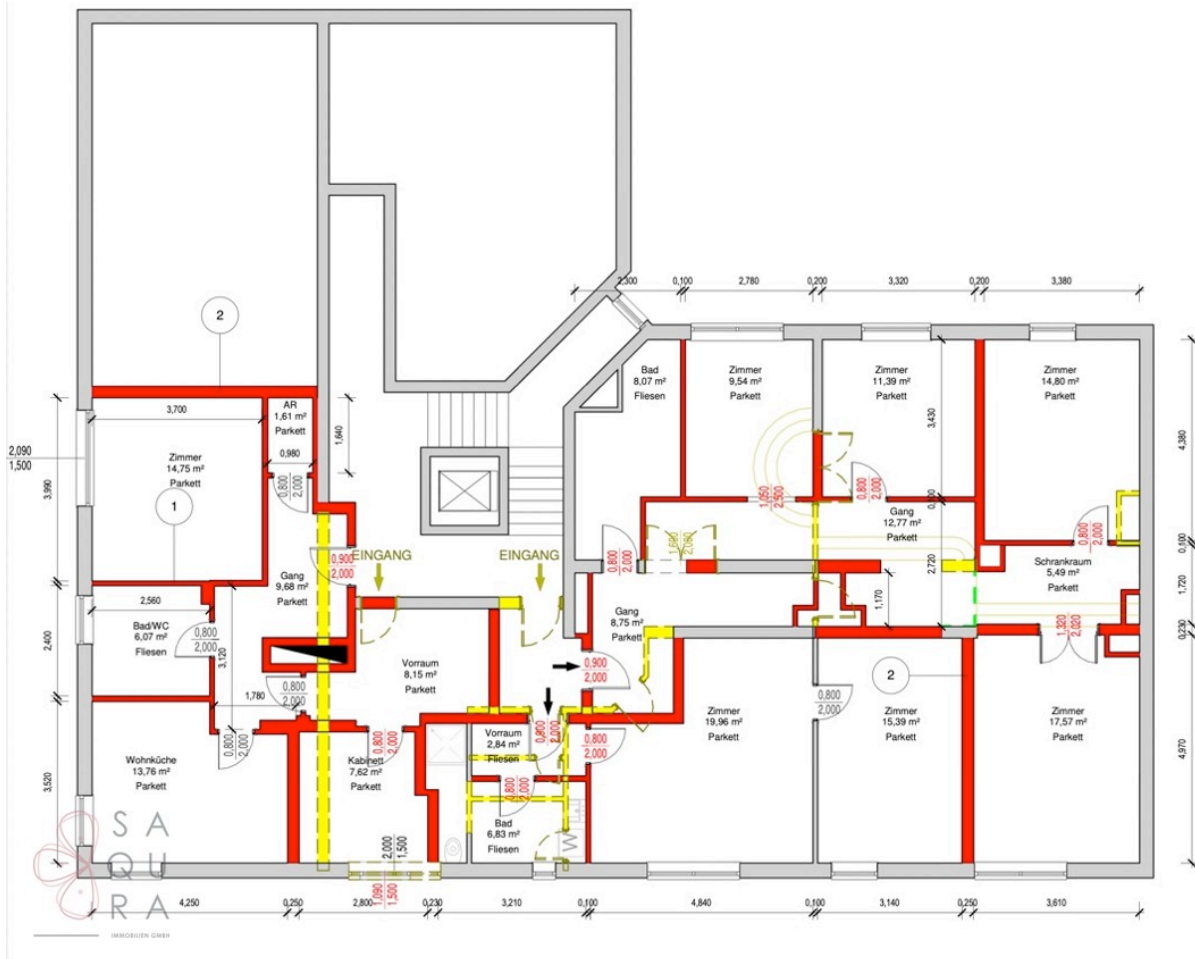 2
1
AR
1,61 m²
Parkett
0,980
0,800
2,000
1,640
3,700
Zimmer
14,75 m²
Parkett
2,090
1,500
3,990
2,560
Bad/WC
6,07 m²
Fliesen
0,800
2,000
2,400
3,120
1,780
Gang
9,68 m²
Parkett
0,900
2,000
EINGANG
EINGANG
0,800
2,000
Vorraum
8,15 m²
Parkett
0,800
2,000
Wohnküche
13,76 m²
Parkett
3,520
0,800
2,000
Kabinett
7,62 m²
Parkett
2,000
1,500
1,090
1,500
0,900
2,000
0,800
2,000
Vorraum
2,84 m²
Fliesen
0,800
2,000
Bad
6,83 m²
Fliesen
W
0,800
2,000
2,300
0,100
2,780
0,200
3,320
0,200
3,380
Bad
8,07 m²
Fliesen
Zimmer
9,54 m²
Parkett
Zimmer
11,39 m²
Parkett
3,430
Zimmer
14,80 m²
Parkett
4,380
1,050
2,500
0,800
2,000
Gang
12,77 m²
Parkett
2,720
1,170
0,800
2,000
Gang
8,75 m²
Parkett
0,800
2,000
Schrankraum
5,49 m²
Parkett
0,100
1,720
0,230
1,320
2,020
Zimmer
19,96 m²
Parkett
0,800
2,000
Zimmer
15,39 m²
Parkett
2
Zimmer
17,57 m²
Parkett
4,970
4,250
0,250
2,800
0,230
3,210
0,100
4,840
0,100
3,140
0,250
3,610
SA
QU
RA
IMMOBILIEN GMBH